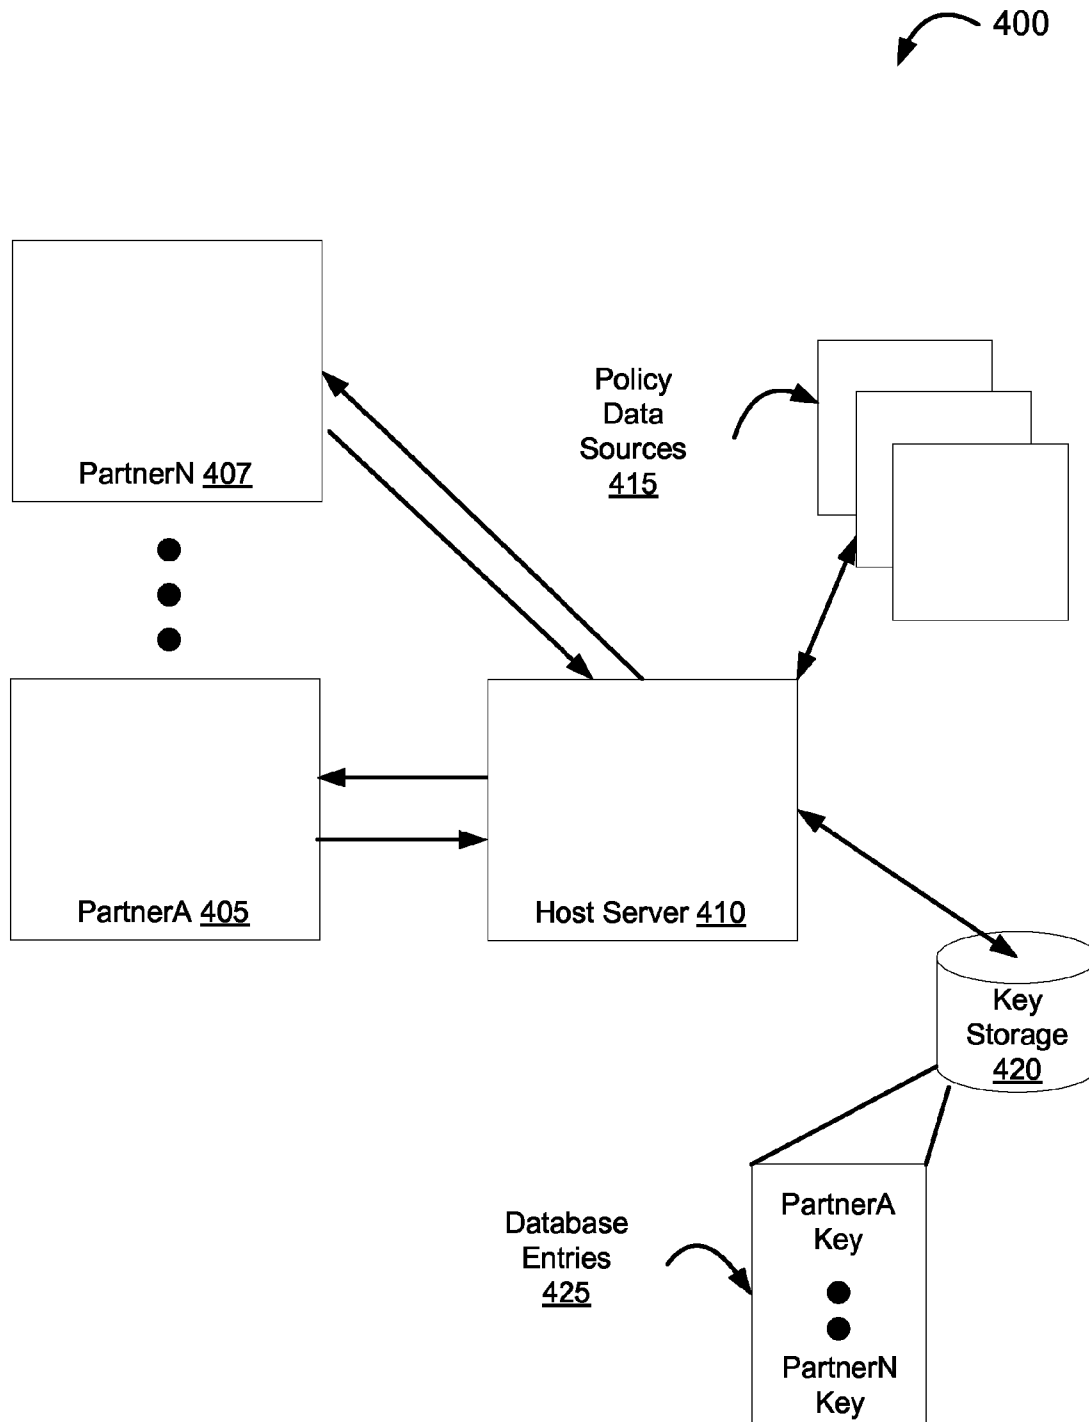 400
Policy
Data
Sources
415
PartnerN 407
PartnerA 405
Host Server 410
Key
Storage
420
Database
Entries
425
PartnerA
Key
PartnerN
Key